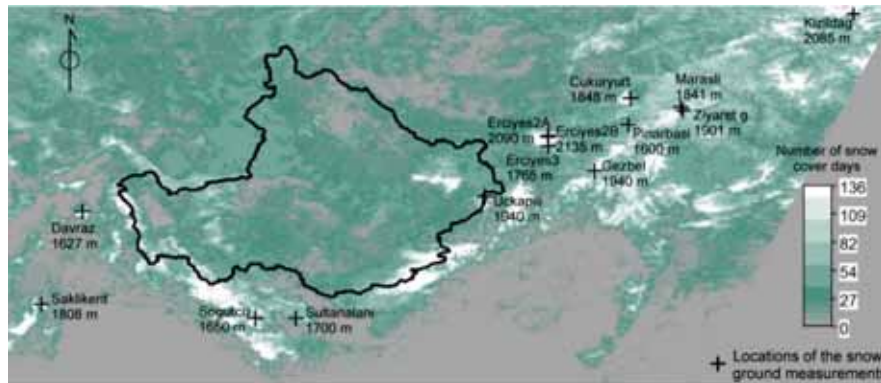 N
Kizildag
2085 m
Cukuryurt
1848 m
Marasli
1841 m
Ziyaret g.
1901 m
Erciyes2A
2090 m
Erciyes2B
2135 m
Pinarbasi
1600 m
Erciyes3
1765 m
Gezbel
1940 m
Uckapili
1940 m
Davraz
1627 m
Saklikent
1806 m
Sogutcu
1650 m
Sultanalani
1700 m
Number of snow
cover days
136
109
82
54
27
0
Locations of the snow
ground measurements